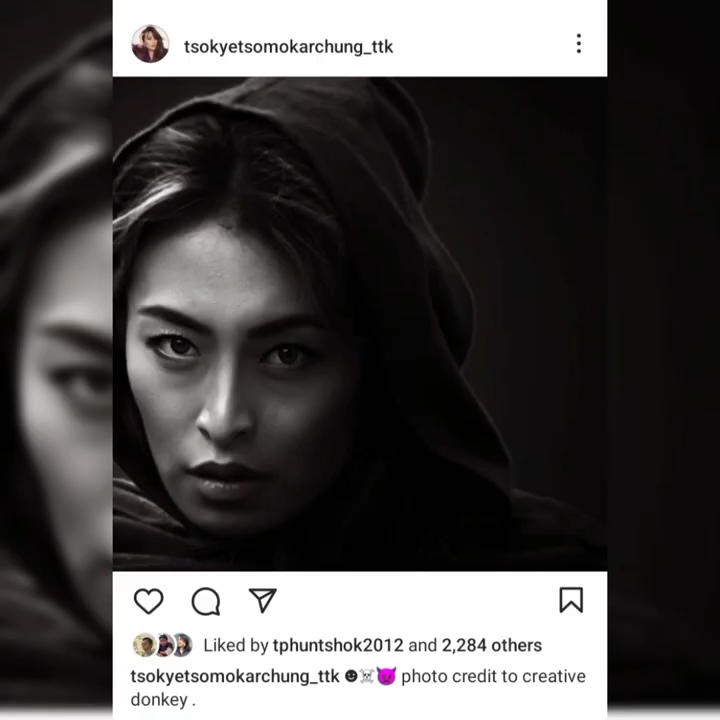 tsokyetsomokarchung_ttk
Liked by tphuntshok2012 and 2,284 others
tsokyetsomokarchung_ttk ☻☠😈 photo credit to creative
donkey .